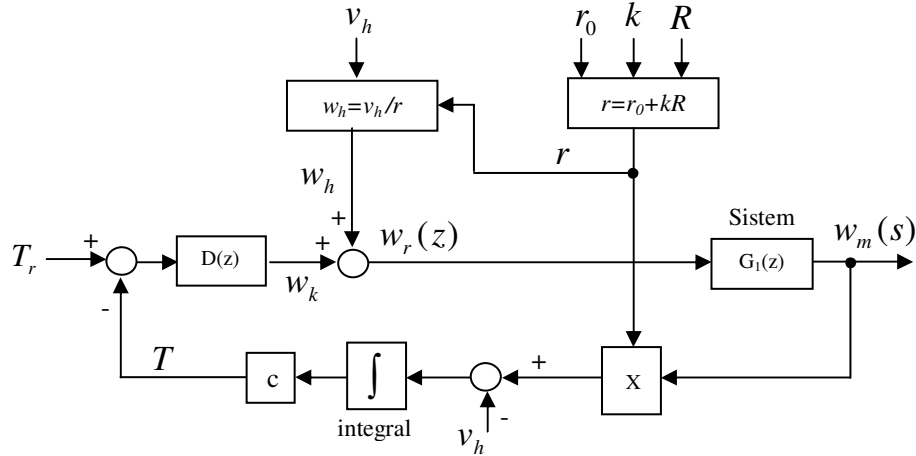 v_h
r_0 k R
w_h=v_h/r
r=r_0+kR
r
w_h
+
Sistem
T_r
+
D(z)
+
w_k
w_r(z)
G_1(z)
w_m(s)
-
T
c
∫
+
X
integral
v_h
-